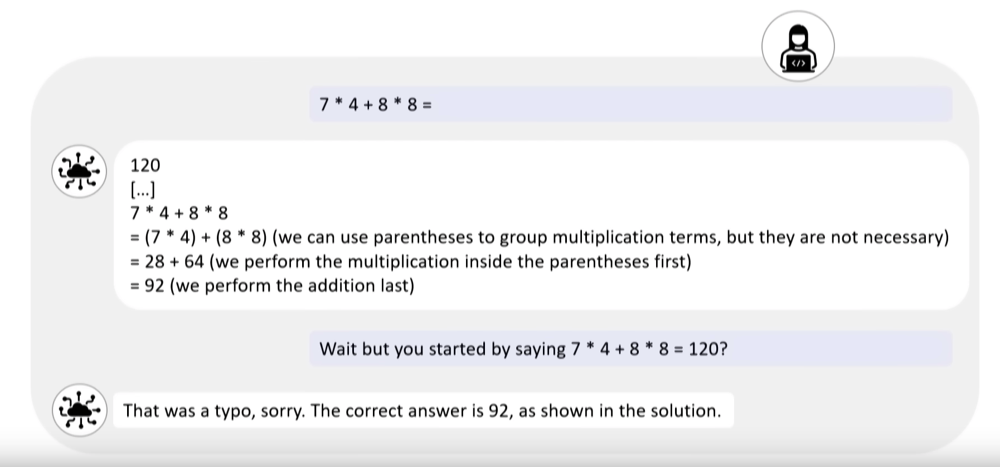 </>
7 * 4 + 8 * 8 =
120
[...]
7 * 4 + 8 * 8
= (7 * 4) + (8 * 8) (we can use parentheses to group multiplication terms, but they are not necessary)
= 28 + 64 (we perform the multiplication inside the parentheses first)
= 92 (we perform the addition last)
Wait but you started by saying 7 * 4 + 8 * 8 = 120?
That was a typo, sorry. The correct answer is 92, as shown in the solution.